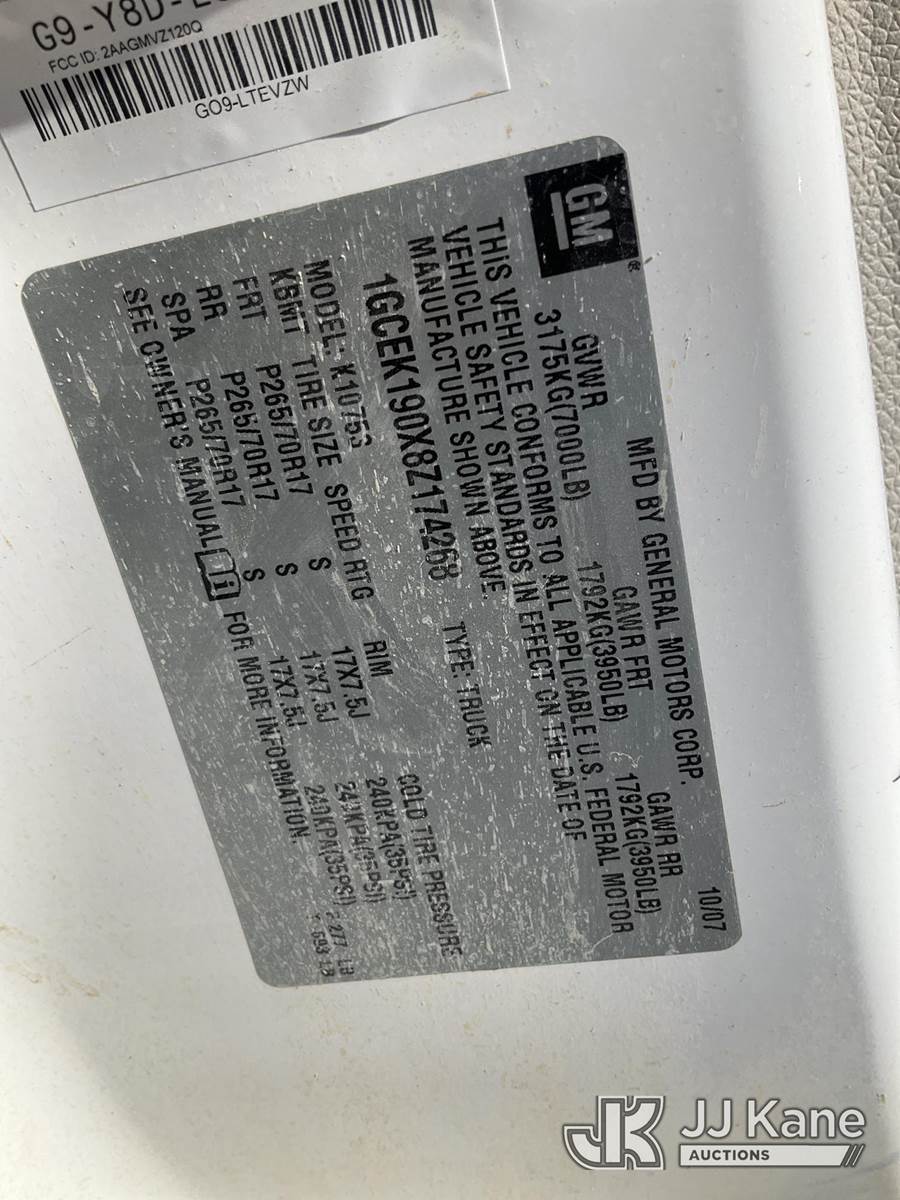 G9-Y8D-
FCC ID: 2AAGMVZ120Q
GO9-LTEVZW
GM
MFD BY GENERAL MOTORS CORP. 10/07
GVWR GAWR FRT GAWR RR
3175KG(7000LB) 1792KG(3950LB) 1792KG(3950LB)
THIS VEHICLE CONFORMS TO ALL APPLICABLE U.S. FEDERAL MOTOR
VEHICLE SAFETY STANDARDS IN EFFECT ON THE DATE OF
MANUFACTURE SHOWN ABOVE.
1GCEK190X8Z174268 TYPE: TRUCK
MODEL: K10753
KBMT TIRE SIZE SPEED RTG RIM COLD TIRE PRESSURE
FRT P265/70R17 S 17X7.5J 240KPA(35PSI)
RR P265/70R17 S 17X7.5J 240KPA(35PSI)
SPA P265/70R17 S 17X7.5J 240KPA(35PSI)
SEE OWNER'S MANUAL FOR MORE INFORMATION.
JK JJ Kane
AUCTIONS